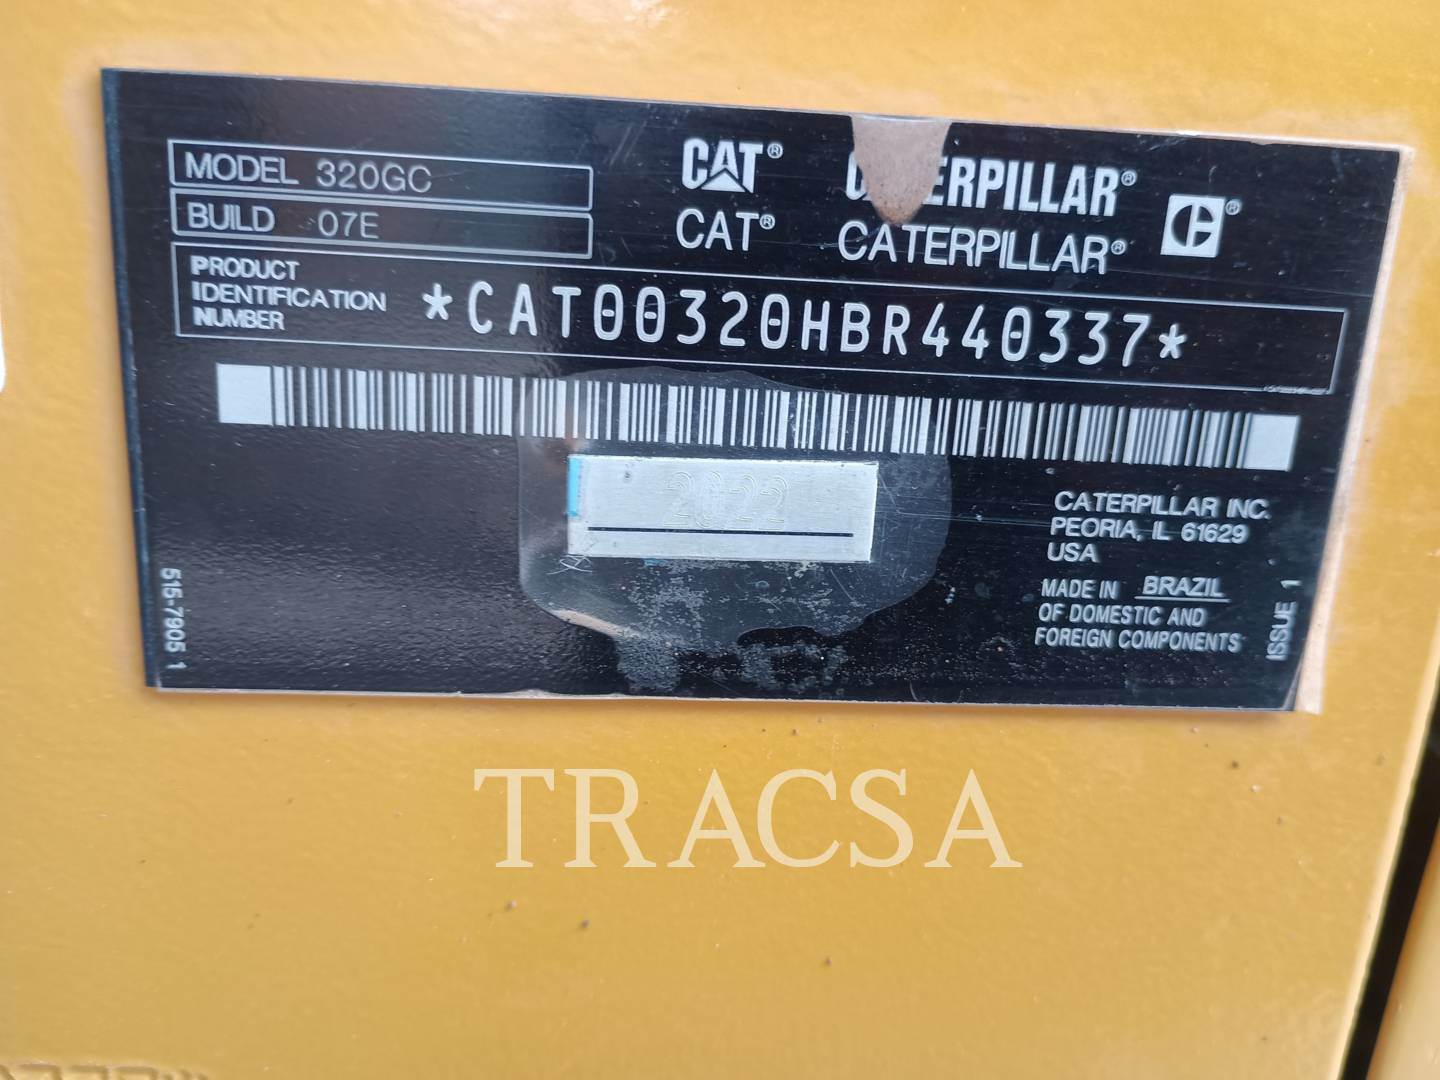 MODEL 320GC
BUILD 07E
CAT® CATERPILLAR®
CAT® CATERPILLAR®
PRODUCT
IDENTIFICATION
NUMBER
*CAT00320HBR440337*
2022
CATERPILLAR INC.
PEORIA, IL 61629
USA
MADE IN BRAZIL
OF DOMESTIC AND
FOREIGN COMPONENTS
515-7905 1
ISSUE 1
TRACSA